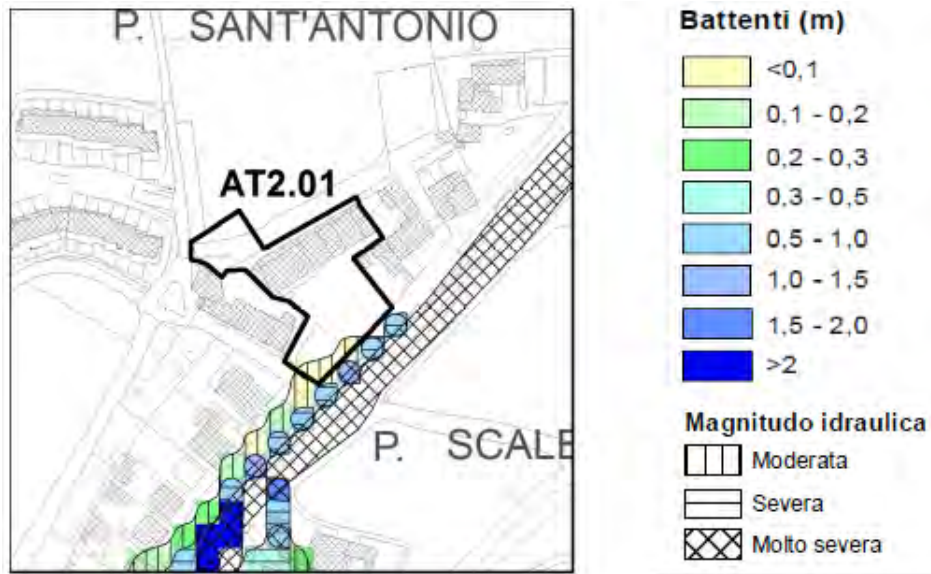 P. SANT'ANTONIO
AT2.01
P. SCALE
Battenti (m)
<0,1
0,1 - 0,2
0,2 - 0,3
0,3 - 0,5
0,5 - 1,0
1,0 - 1,5
1,5 - 2,0
>2
Magnitudo idraulica
Moderata
Severa
Molto severa